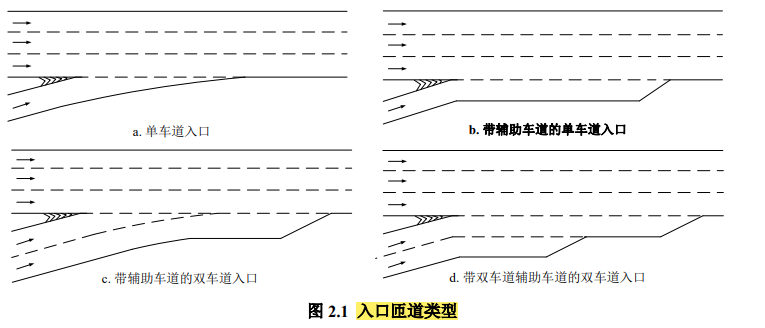 a. 单车道入口
b. 带辅助车道的单车道入口
c. 带辅助车道的双车道入口
d. 带双车道辅助车道的双车道入口
图 2.1 入口匝道类型